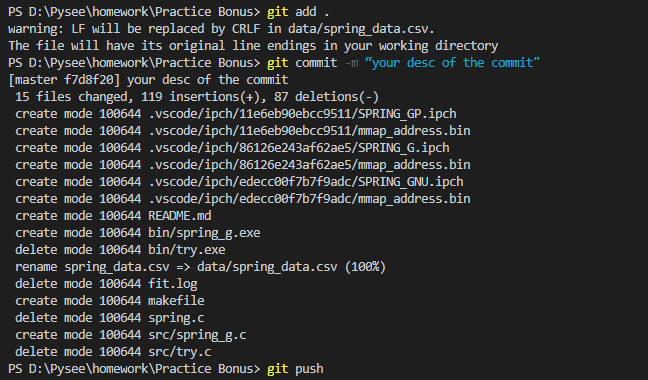 PS D:\Pysee\homework\Practice Bonus> git add .
warning: LF will be replaced by CRLF in data/spring_data.csv.
The file will have its original line endings in your working directory
PS D:\Pysee\homework\Practice Bonus> git commit -m “your desc of the commit"
[master f7d8f20] your desc of the commit
 15 files changed, 119 insertions(+), 87 deletions(-)
 create mode 100644 .vscode/ipch/11e6eb90ebcc9511/SPRING_GP.ipch
 create mode 100644 .vscode/ipch/11e6eb90ebcc9511/mmap_address.bin
 create mode 100644 .vscode/ipch/86126e243af62ae5/SPRING_G.ipch
 create mode 100644 .vscode/ipch/86126e243af62ae5/mmap_address.bin
 create mode 100644 .vscode/ipch/edecc00f7b7f9adc/SPRING_GNU.ipch
 create mode 100644 .vscode/ipch/edecc00f7b7f9adc/mmap_address.bin
 create mode 100644 README.md
 create mode 100644 bin/spring_g.exe
 delete mode 100644 bin/try.exe
 rename spring_data.csv => data/spring_data.csv (100%)
 delete mode 100644 fit.log
 create mode 100644 makefile
 delete mode 100644 spring.c
 create mode 100644 src/spring_g.c
 delete mode 100644 src/try.c
PS D:\Pysee\homework\Practice Bonus> git push